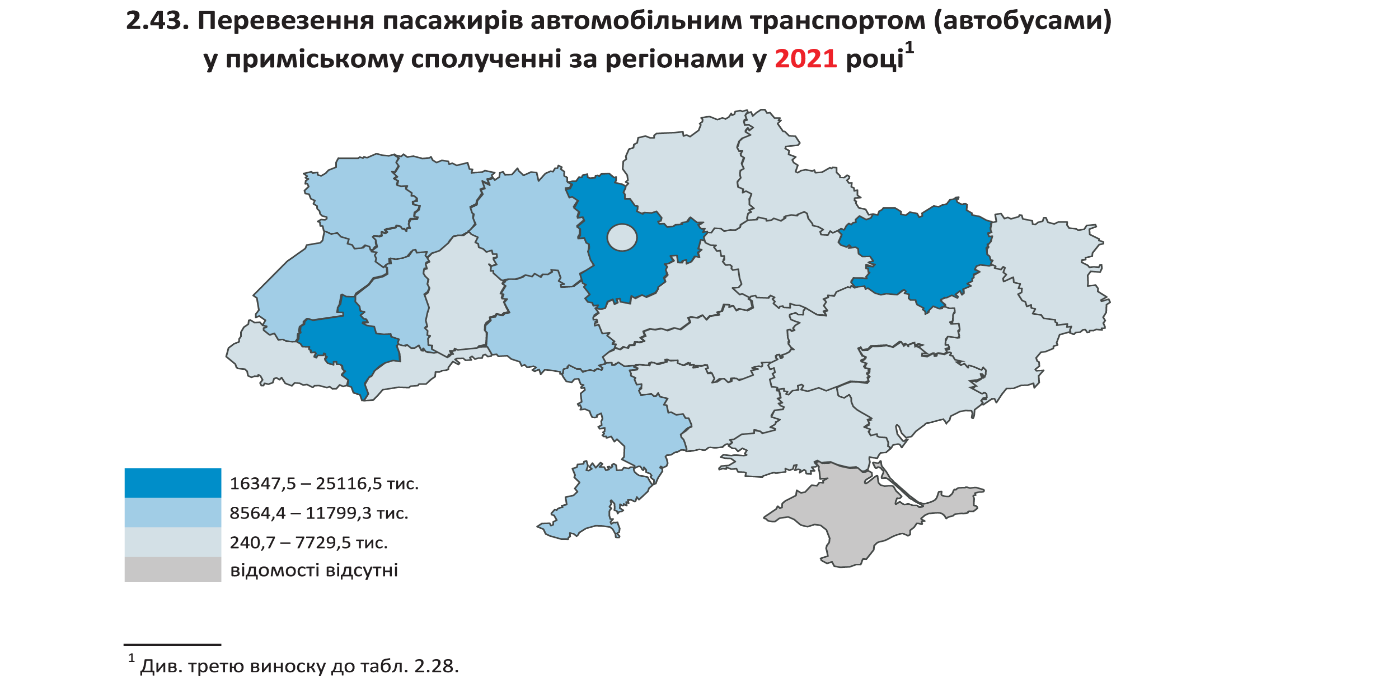 2.43. Перевезення пасажирів автомобільним транспортом (автобусами)
у приміському сполученні за регіонами у 2021 році¹
16347,5 – 25116,5 тис.
8564,4 – 11799,3 тис.
240,7 – 7729,5 тис.
відомості відсутні
¹ Див. третю виноску до табл. 2.28.